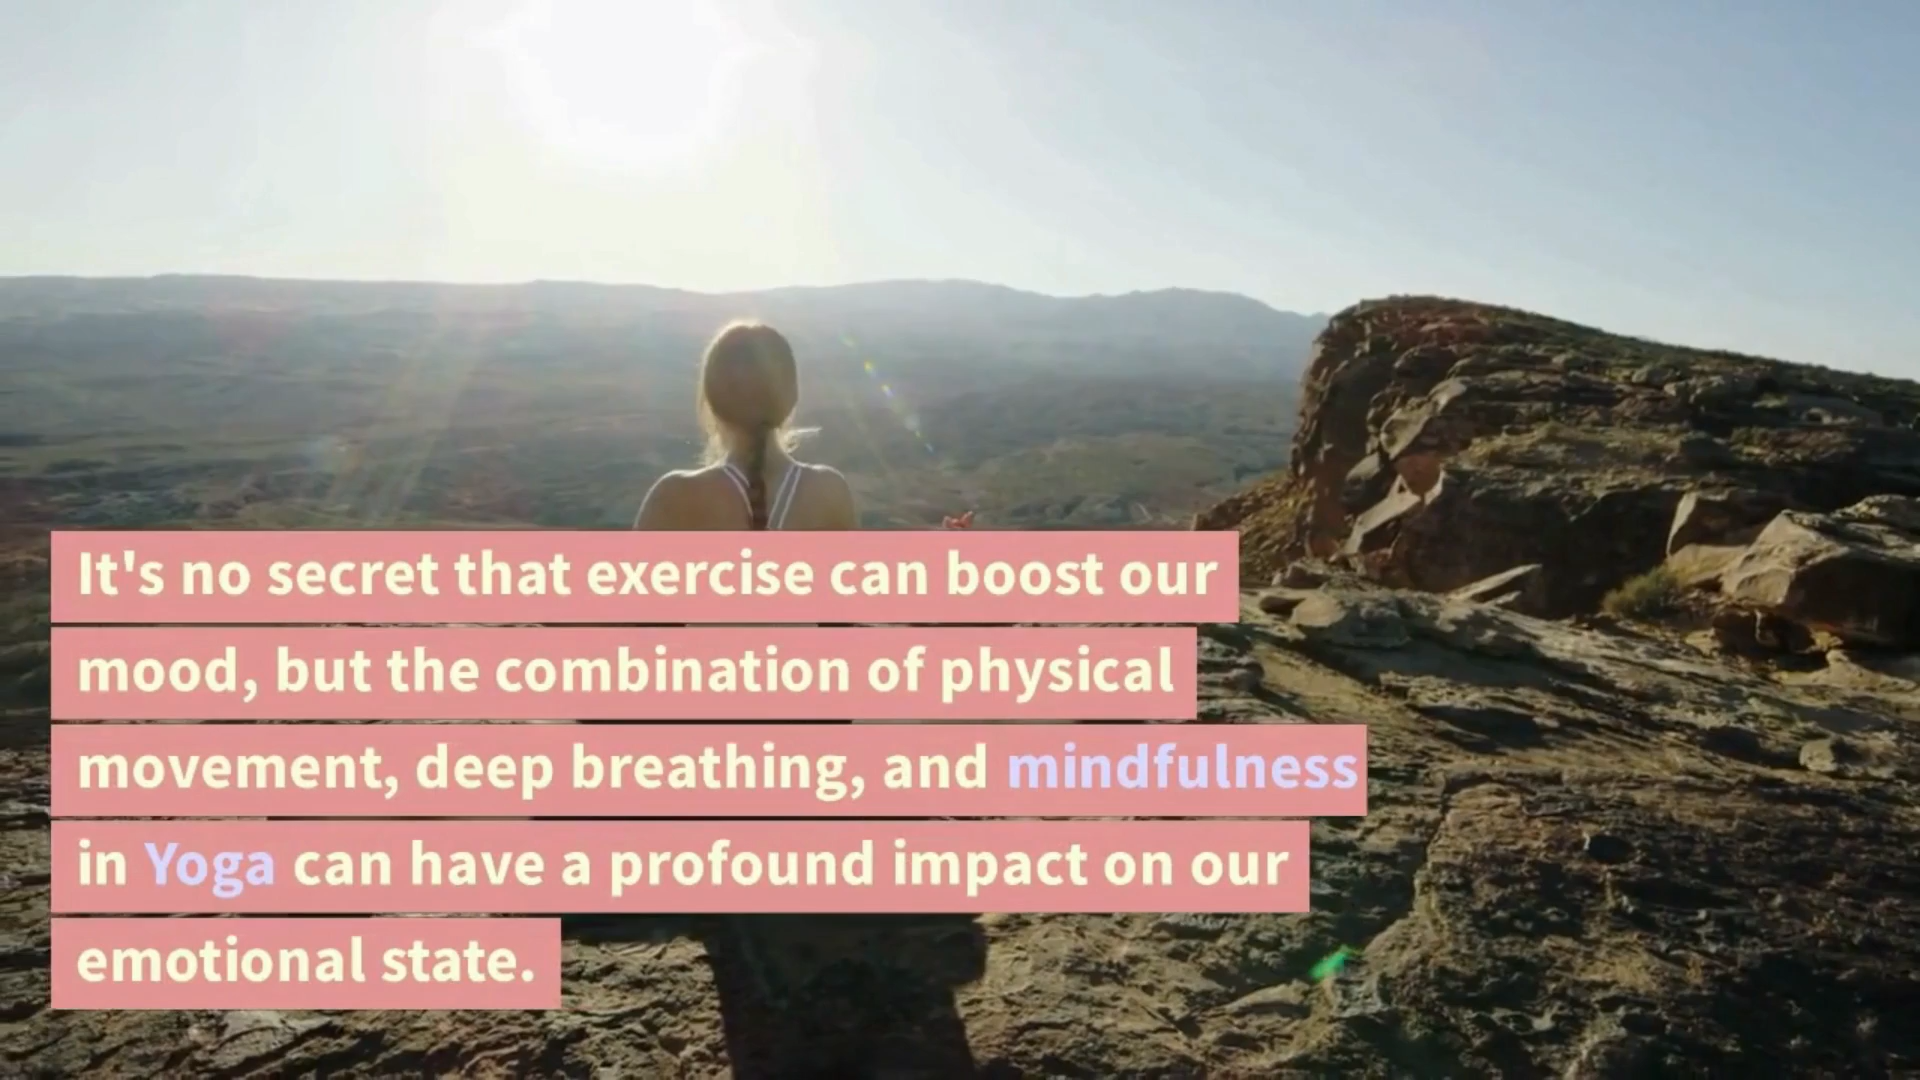 It's no secret that exercise can boost our
mood, but the combination of physical
movement, deep breathing, and mindfulness
in Yoga can have a profound impact on our
emotional state.